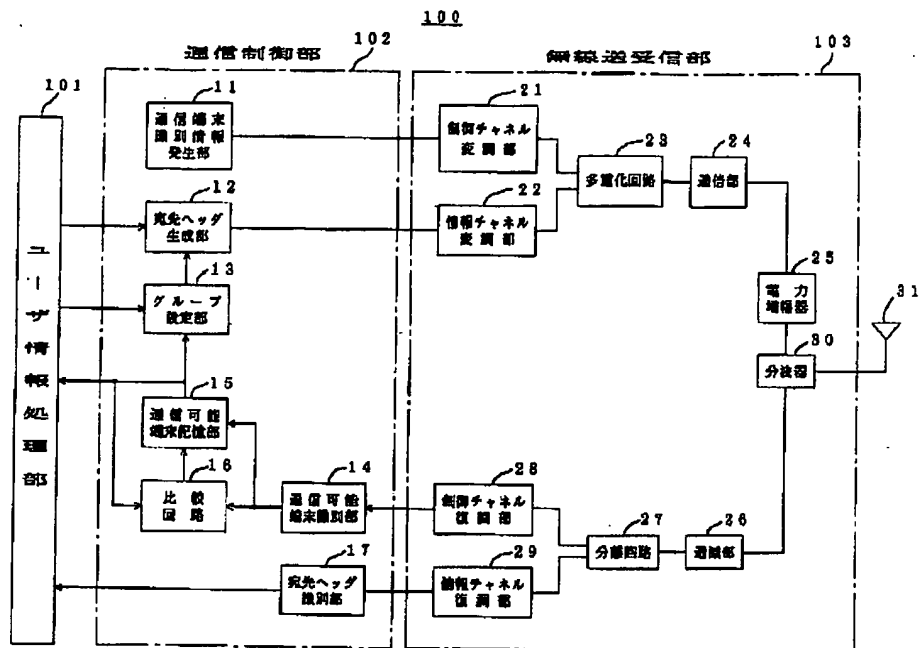 100
通信制御部
102
無線送受信部
103
101
ユーザ情報処理部
11
通信端末
識別情報
発生部
12
宛先ヘッダ
生成部
13
グループ
設定部
15
通信可能
端末記憶部
16
比較
回路
14
通信可能
端末識別部
17
宛先ヘッダ
識別部
21
制御チャネル
変調部
22
情報チャネル
変調部
23
多重化回路
24
逓倍部
25
電力
増幅器
30
分波器
31
28
制御チャネル
復調部
29
情報チャネル
復調部
27
分離回路
26
逓減部